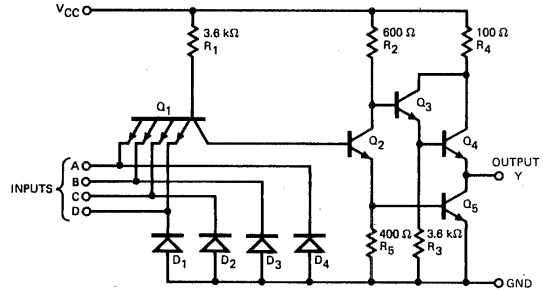 VCC
3.6 kΩ
R1
600 Ω
R2
100 Ω
R4
Q1
Q3
Q2
Q4
A
B
INPUTS
C
D
OUTPUT
Y
Q5
D1
D2
D3
D4
400 Ω
R5
3.6 kΩ
R3
GND